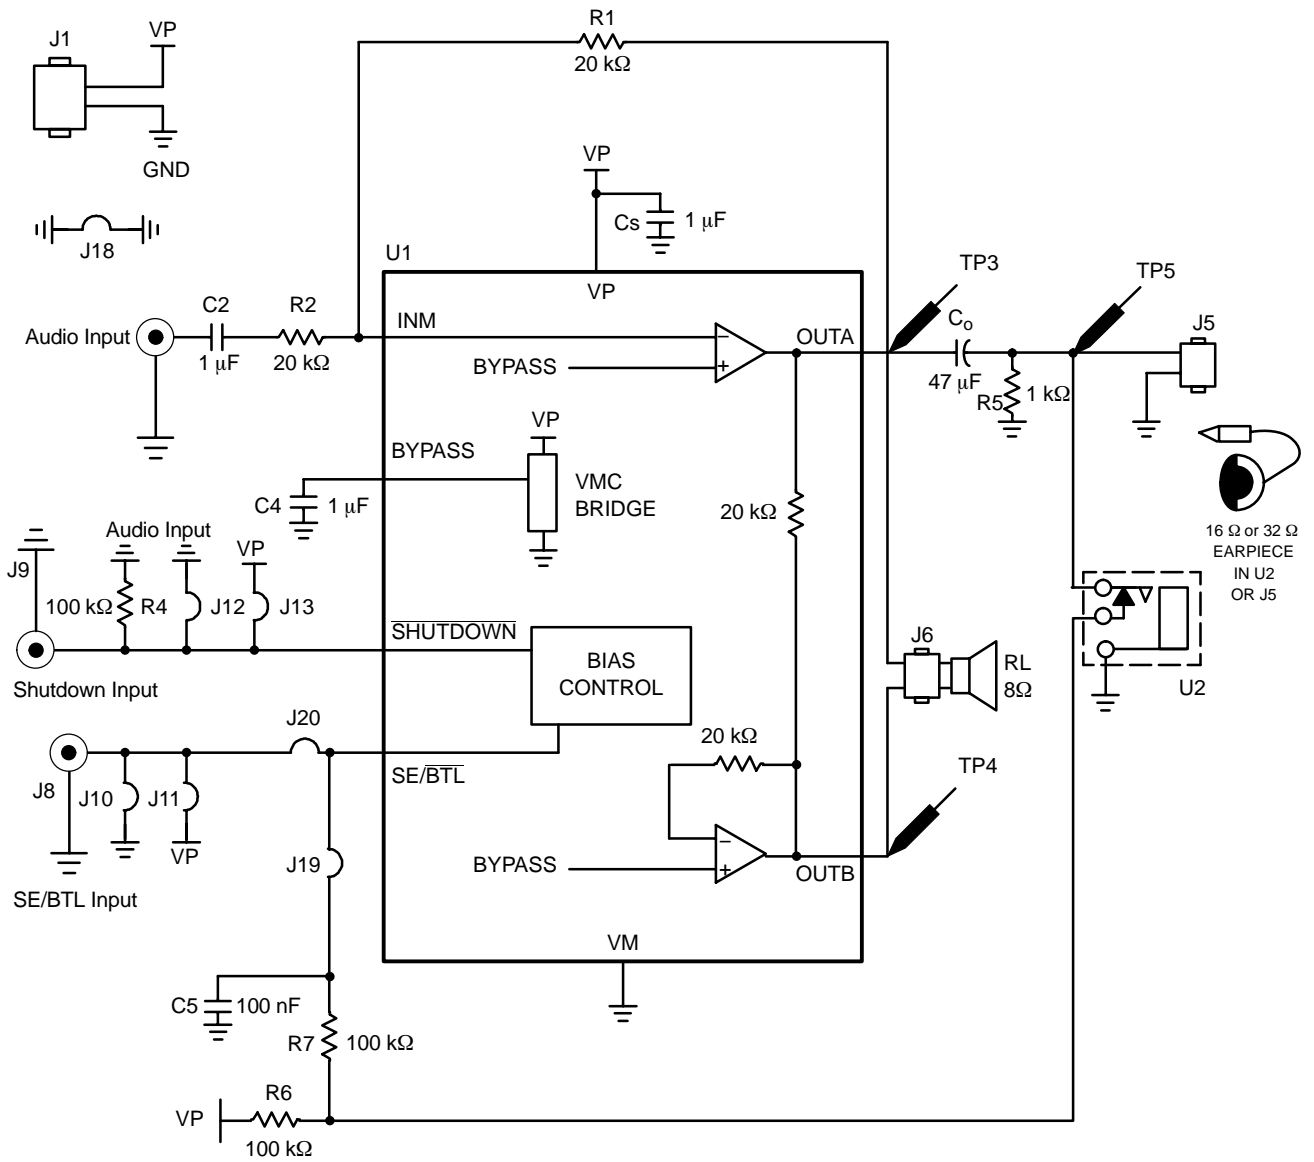 R1
J1
VP
20 kΩ
GND
VP
Cs
1 μF
J18
U1
TP3
TP5
VP
C2
R2
INM
OUTA
Co
J5
Audio Input
1 μF
20 kΩ
BYPASS
−
+
47 μF
R5
1 kΩ
VP
BYPASS
VMC
BRIDGE
C4
1 μF
20 kΩ
16 Ω or 32 Ω
EARPIECE
IN U2
OR J5
Audio Input
VP
J9
100 kΩ
R4
J12
J13
SHUTDOWN
BIAS
CONTROL
J6
RL
8Ω
U2
Shutdown Input
J20
20 kΩ
SE/BTL
TP4
J8
J10
J11
VP
J19
−
+
BYPASS
OUTB
SE/BTL Input
VM
C5
100 nF
R7
100 kΩ
R6
VP
100 kΩ